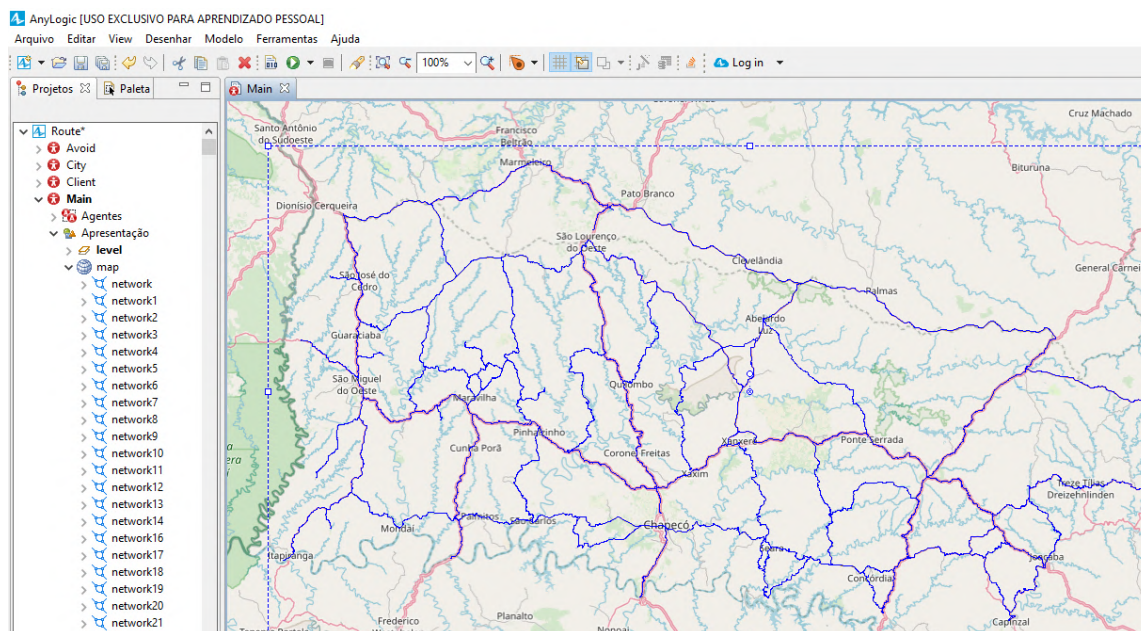 AnyLogic [USO EXCLUSIVO PARA APRENDIZADO PESSOAL]
Arquivo Editar View Desenhar Modelo Ferramentas Ajuda
100% Log in
Projetos Paleta Main
Route*
Avoid
City
Client
Main
Agentes
Apresentação
level
map
network
network1
network2
network3
network4
network5
network6
network7
network8
network9
network10
network11
network12
network13
network14
network16
network17
network18
network19
network20
network21
Cruz Machado
Santo Antônio
do Sudoeste
Francisco
Beltrão
Marmeleiro
Bituruna
Pato Branco
Dionísio Cerqueira
São Lourenço
do Oeste
Clevelândia
General Carnei
São José do
Cedro
Palmas
Abelardo
Luz
Guaraciaba
São Miguel
do Oeste
Quilombo
Maravilha
Pinhalzinho
Xanxerê
Ponte Serrada
Cunha Porã
Coronel Freitas
Xaxim
Treze Tílias
Dreizehnlinden
Palmitos
São Carlos
Mondaí
Chapecó
Itapiranga
Seara
Joaçaba
Concórdia
Planalto
Frederico
Nonoai
Capinzal